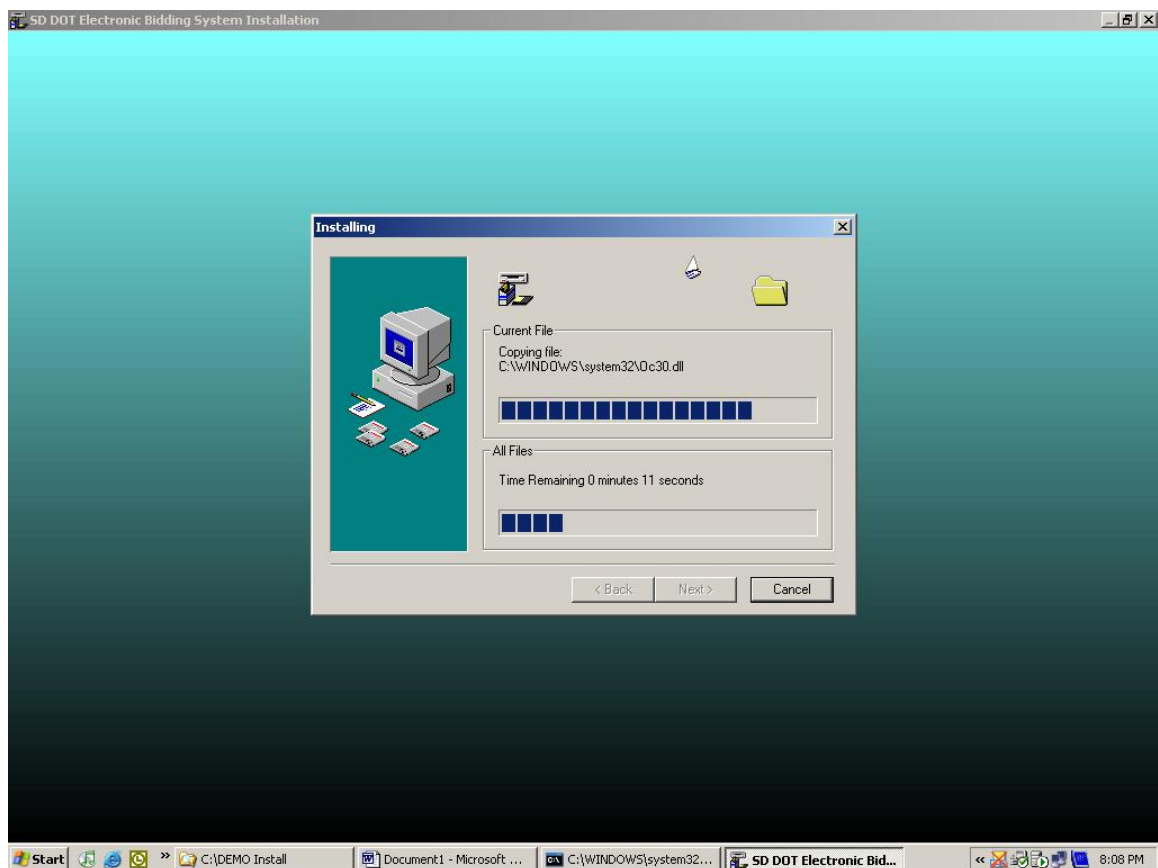 SD DOT Electronic Bidding System Installation
Installing
Current File
Copying file:
C:\WINDOWS\system32\Oc30.dll
All Files
Time Remaining 0 minutes 11 seconds
< Back
Next >
Cancel
Start
C:\DEMO Install
Document1 - Microsoft ...
C:\WINDOWS\system32...
SD DOT Electronic Bid...
8:08 PM